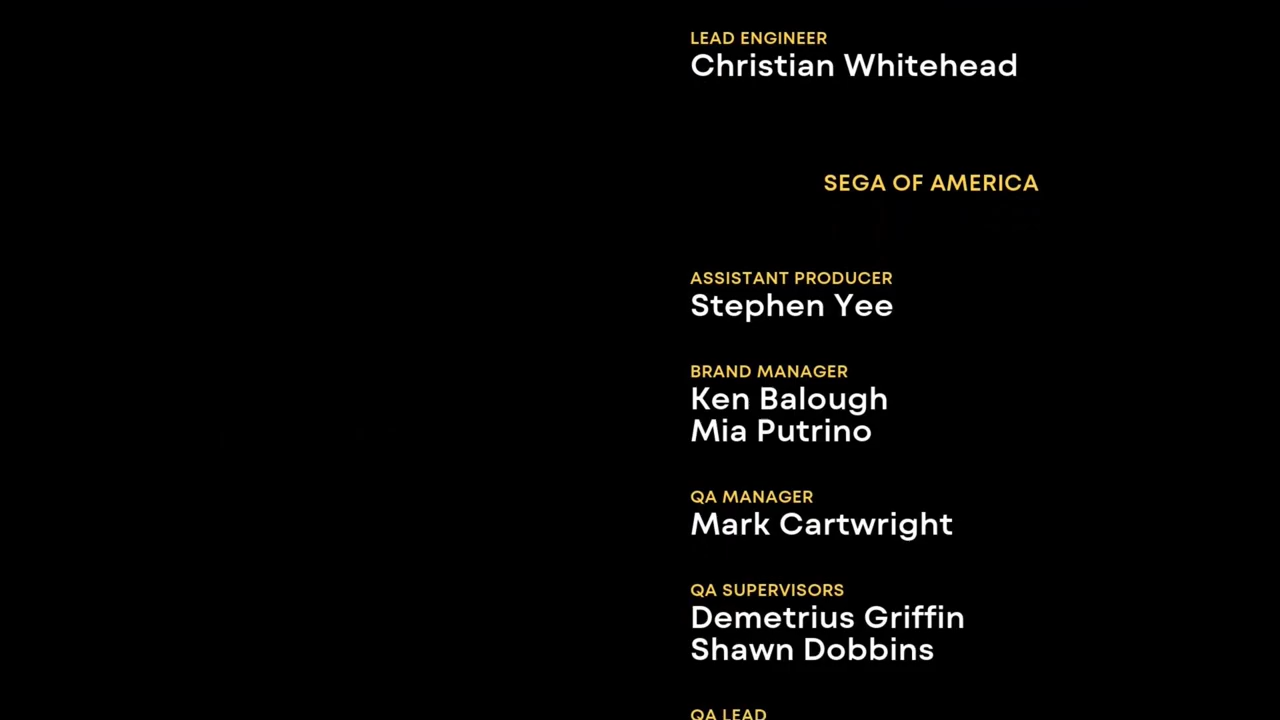 LEAD ENGINEER
Christian Whitehead
SEGA OF AMERICA
ASSISTANT PRODUCER
Stephen Yee
BRAND MANAGER
Ken Balough
Mia Putrino
QA MANAGER
Mark Cartwright
QA SUPERVISORS
Demetrius Griffin
Shawn Dobbins
QA LEAD